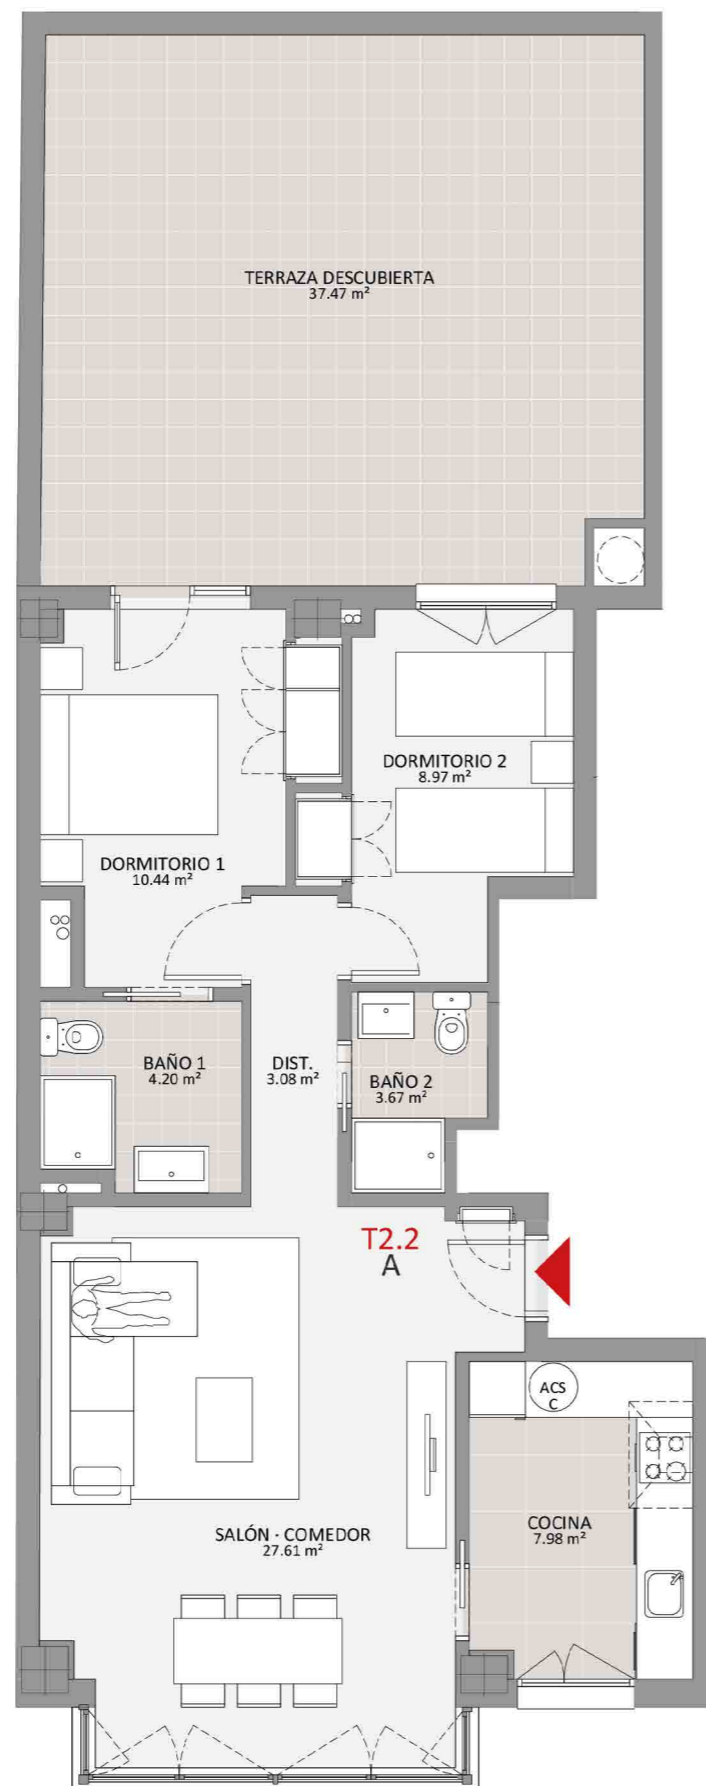 TERRAZA DESCUBIERTA
37.47 m²
DORMITORIO 2
8.97 m²
DORMITORIO 1
10.44 m²
BAÑO 1
4.20 m²
DIST.
3.08 m²
BAÑO 2
3.67 m²
T2.2
A
ACS
C
SALÓN - COMEDOR
27.61 m²
COCINA
7.98 m²